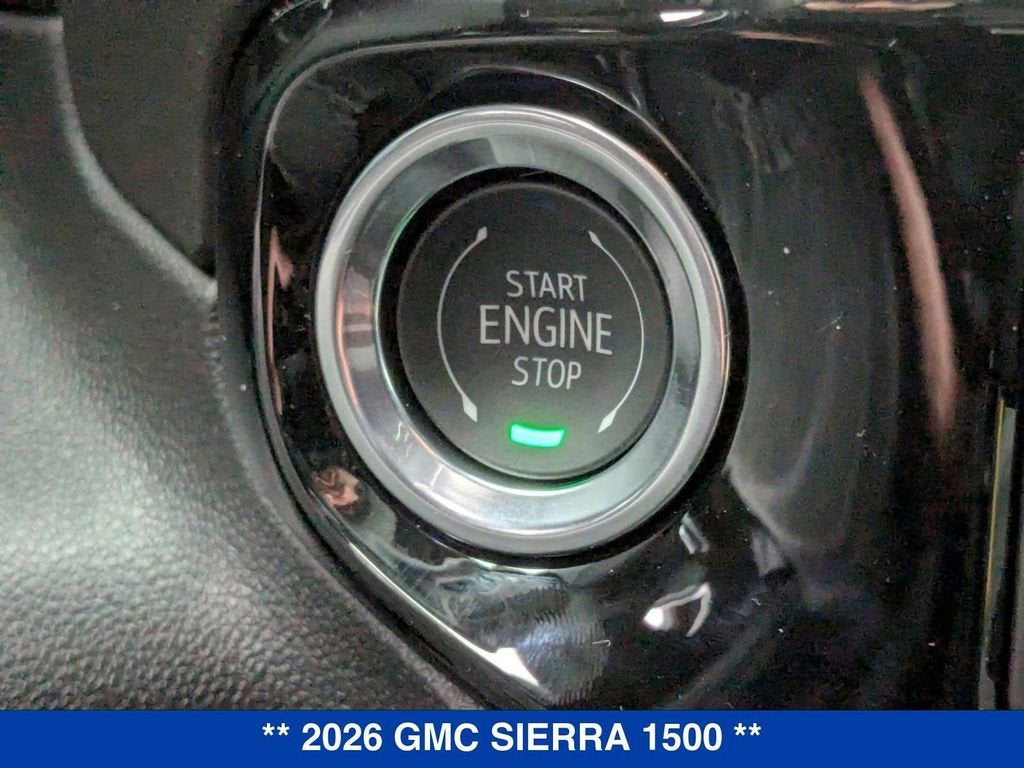 START
ENGINE
STOP
** 2026 GMC SIERRA 1500 **